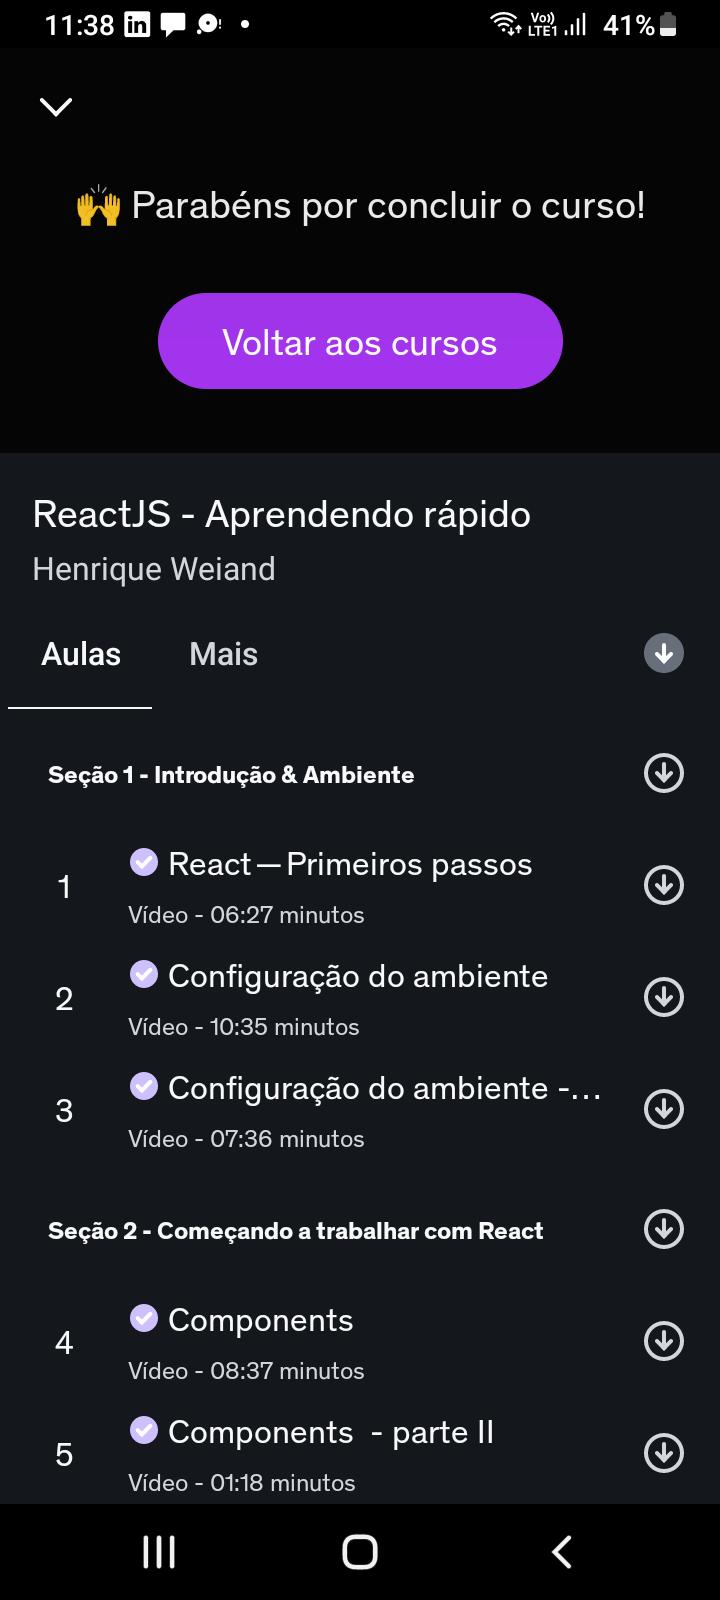 11:38
Vo)) LTE1 41%
🙌 Parabéns por concluir o curso!
Voltar aos cursos
ReactJS - Aprendendo rápido
Henrique Weiand
Aulas Mais
Seção 1 - Introdução & Ambiente
1 React — Primeiros passos
Vídeo - 06:27 minutos
2 Configuração do ambiente
Vídeo - 10:35 minutos
3 Configuração do ambiente -...
Vídeo - 07:36 minutos
Seção 2 - Começando a trabalhar com React
4 Components
Vídeo - 08:37 minutos
5 Components - parte II
Vídeo - 01:18 minutos